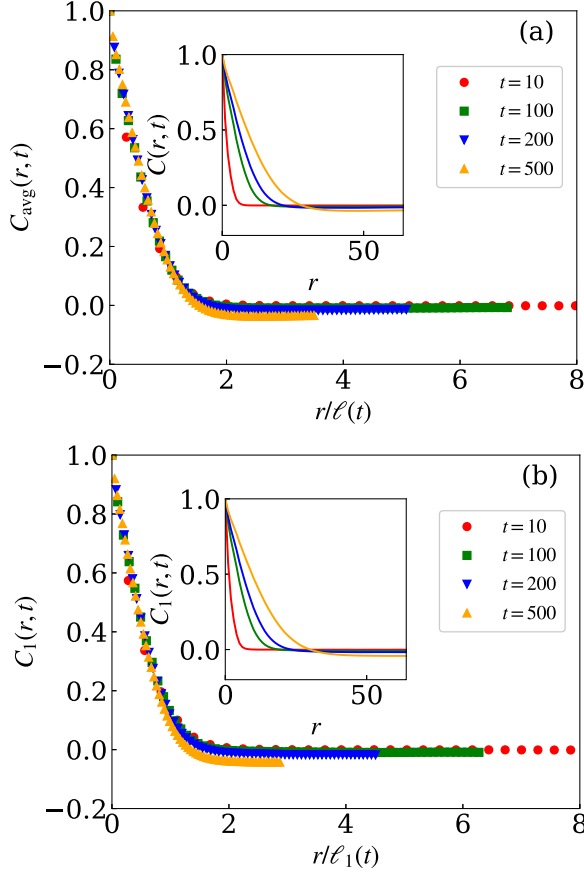 (a)
C_avg(r, t)
1.0
0.8
0.6
0.4
0.2
0.0
−0.2
0 2 4 6 8
r/ℓ(t)
t = 10
t = 100
t = 200
t = 500
C(r, t)
1.0
0.5
0.0
0 50
r
(b)
C_1(r, t)
1.0
0.8
0.6
0.4
0.2
0.0
−0.2
0 2 4 6 8
r/ℓ_1(t)
t = 10
t = 100
t = 200
t = 500
C_1(r, t)
1.0
0.5
0.0
0 50
r